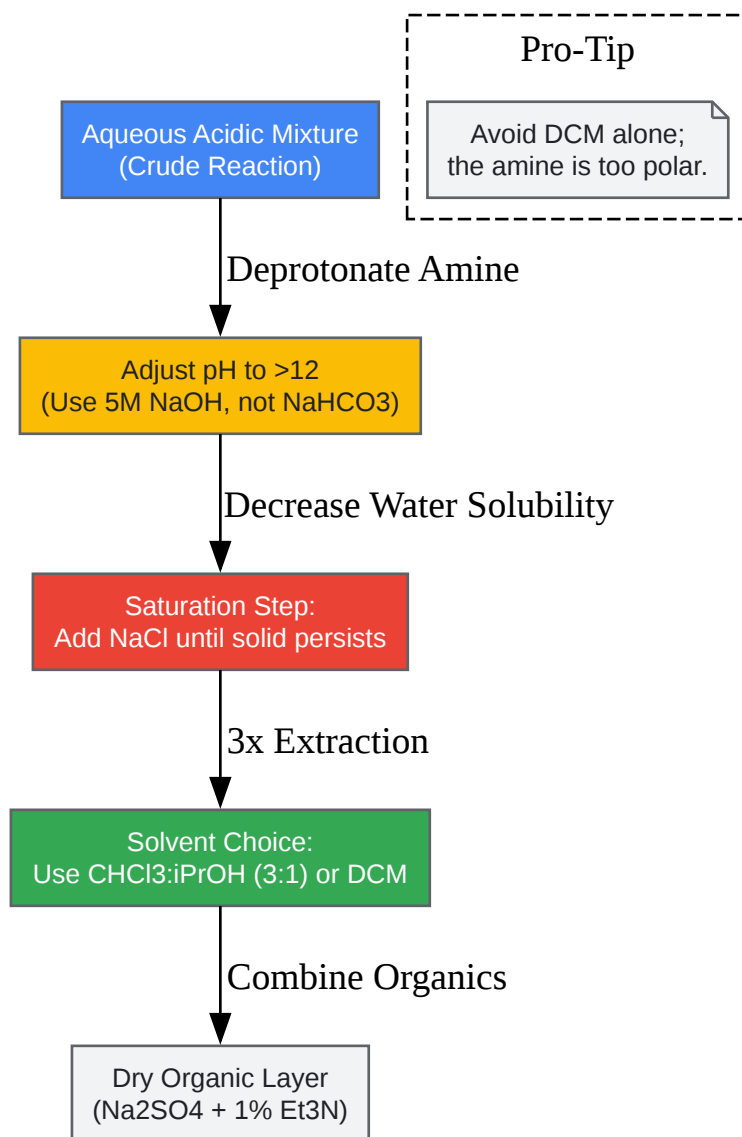 Pro-Tip
Avoid DCM alone;
the amine is too polar.
Aqueous Acidic Mixture
(Crude Reaction)
Deprotonate Amine
Adjust pH to >12
(Use 5M NaOH, not NaHCO3)
Decrease Water Solubility
Saturation Step:
Add NaCl until solid persists
3x Extraction
Solvent Choice:
Use CHCl3:iPrOH (3:1) or DCM
Combine Organics
Dry Organic Layer
(Na2SO4 + 1% Et3N)